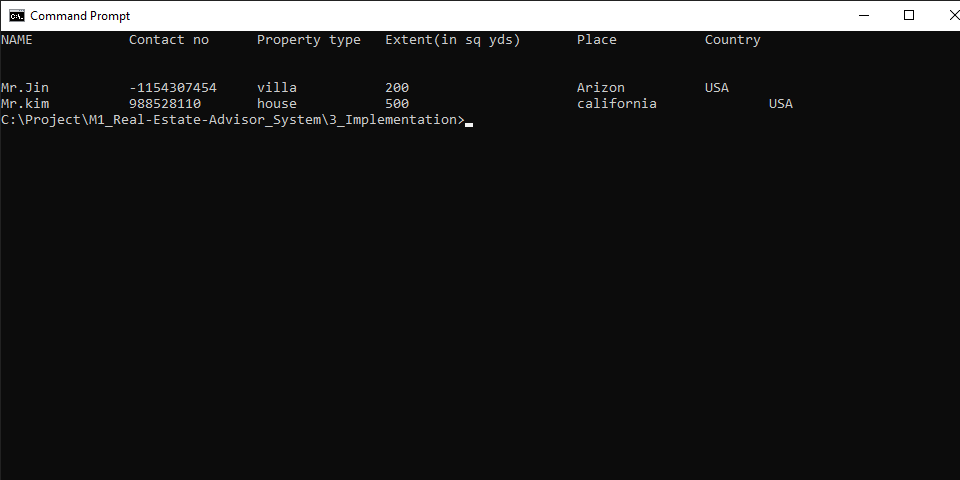 Command Prompt
NAME Contact no Property type Extent(in sq yds) Place Country
Mr.Jin -1154307454 villa 200 Arizon USA
Mr.kim 988528110 house 500 california USA
C:\Project\M1_Real-Estate-Advisor_System\3_Implementation>